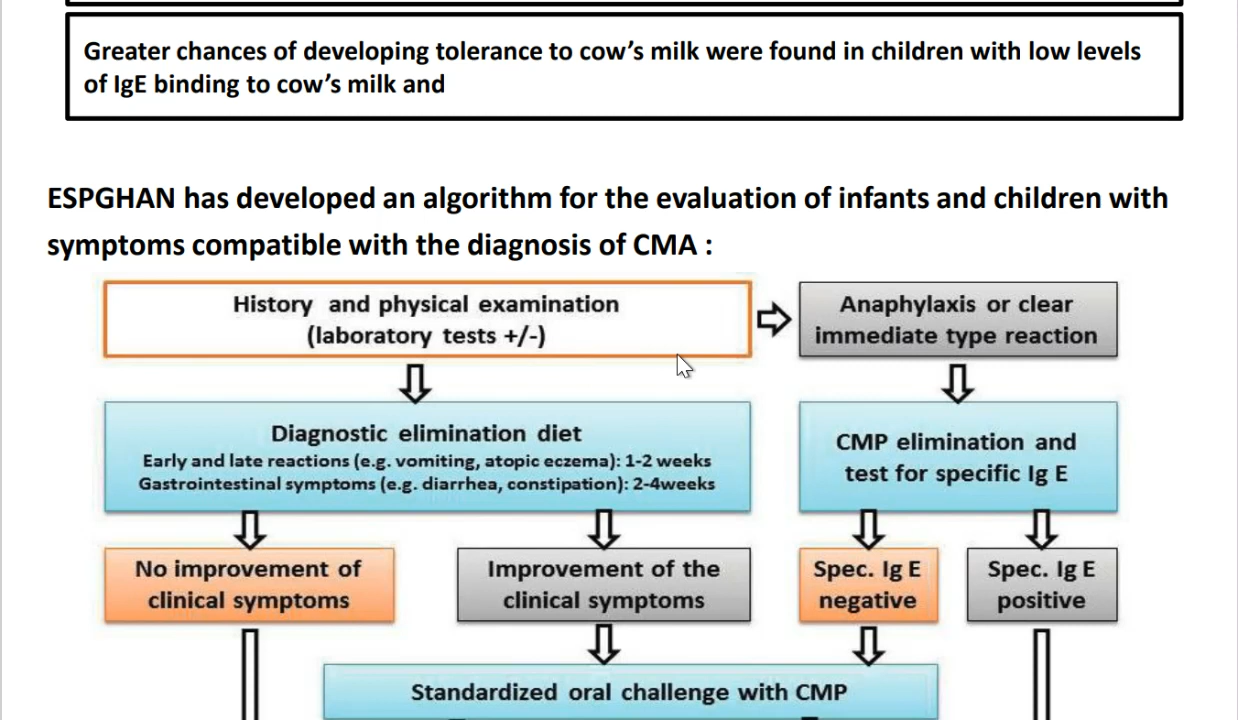 Greater chances of developing tolerance to cow’s milk were found in children with low levels
of IgE binding to cow’s milk and
ESPGHAN has developed an algorithm for the evaluation of infants and children with
symptoms compatible with the diagnosis of CMA :
History and physical examination
(laboratory tests +/-)
Anaphylaxis or clear
immediate type reaction
Diagnostic elimination diet
Early and late reactions (e.g. vomiting, atopic eczema): 1-2 weeks
Gastrointestinal symptoms (e.g. diarrhea, constipation): 2-4weeks
CMP elimination and
test for specific Ig E
No improvement of
clinical symptoms
Improvement of the
clinical symptoms
Spec. Ig E
negative
Spec. Ig E
positive
Standardized oral challenge with CMP